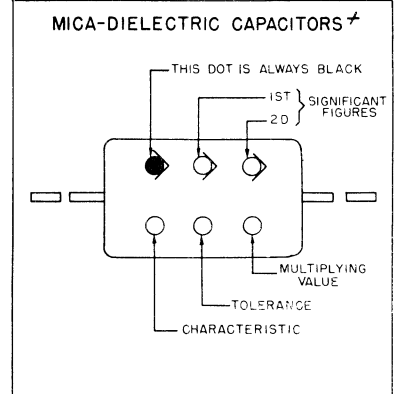 MICA-DIELECTRIC CAPACITORS+
THIS DOT IS ALWAYS BLACK
1ST
2D
SIGNIFICANT
FIGURES
MULTIPLYING
VALUE
TOLERANCE
CHARACTERISTIC